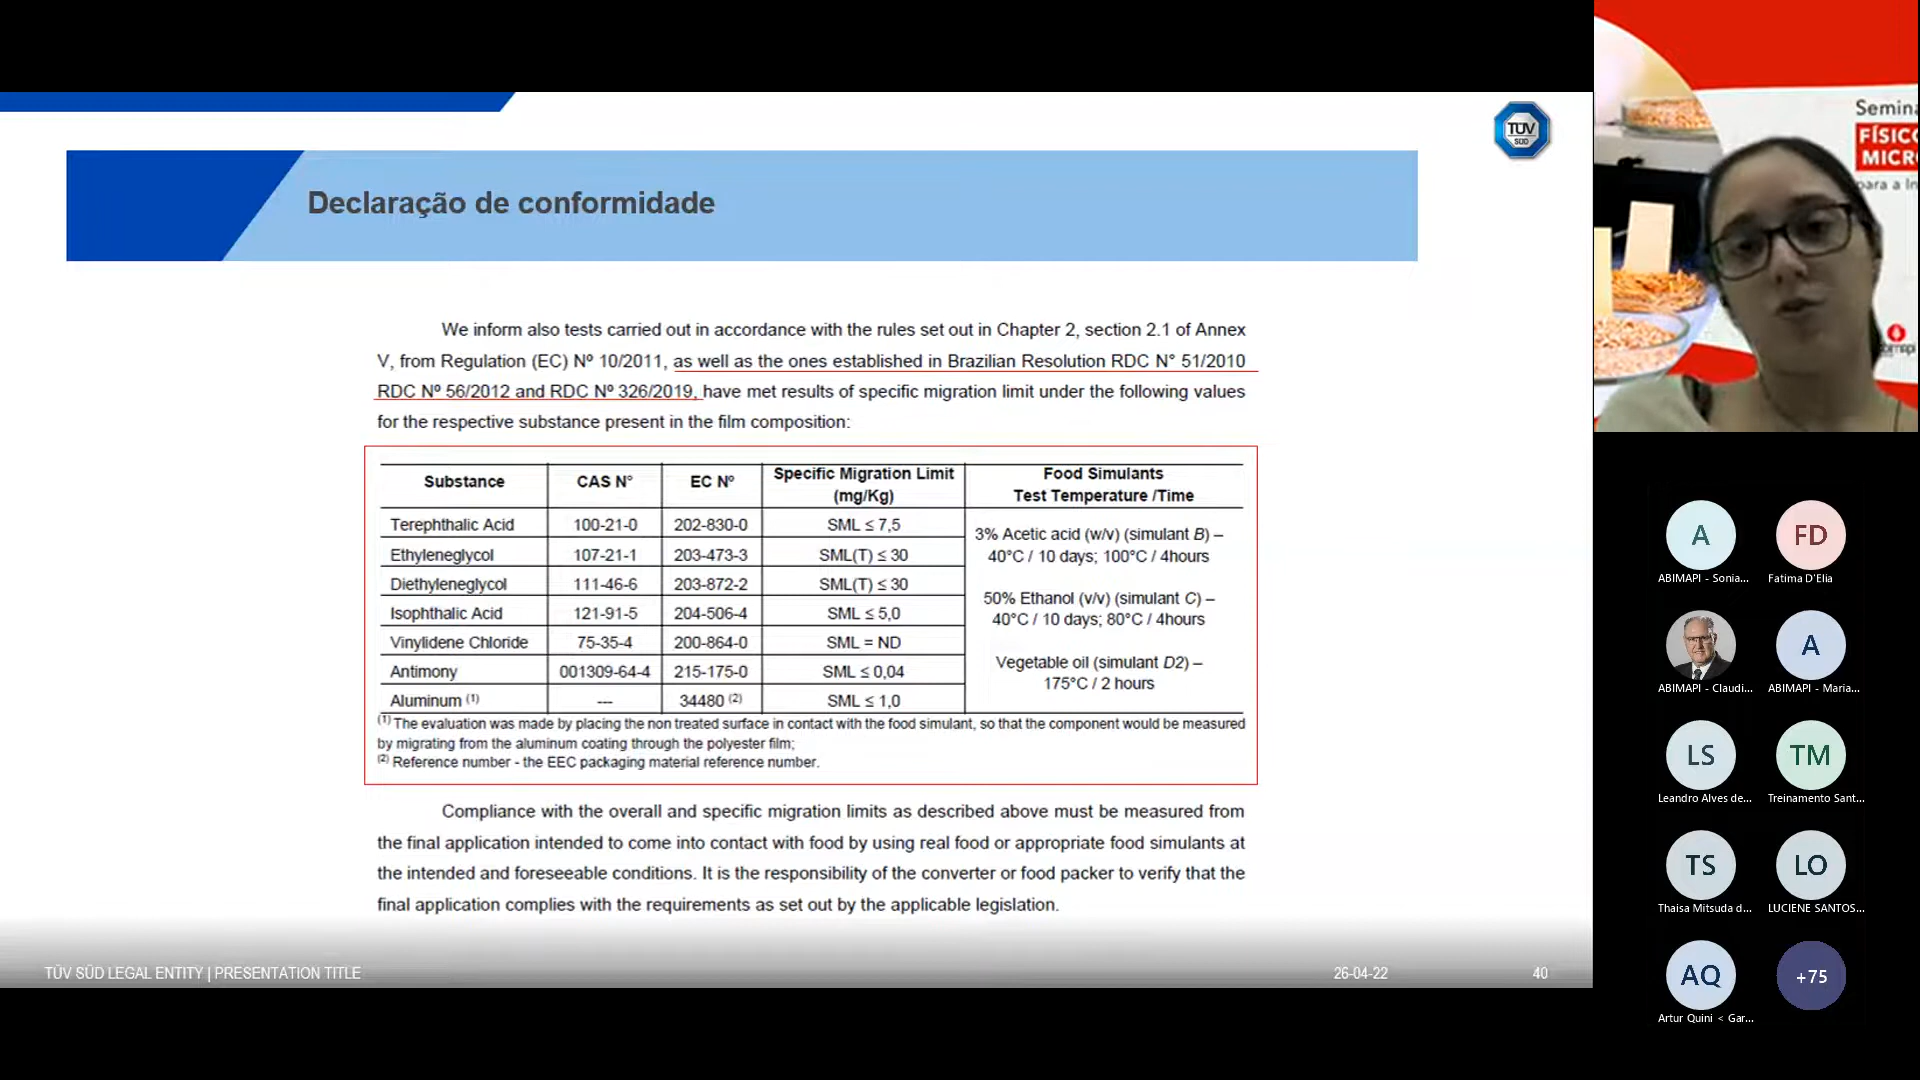 TÜV
SÜD
Declaração de conformidade
We inform also tests carried out in accordance with the rules set out in Chapter 2, section 2.1 of Annex
V, from Regulation (EC) Nº 10/2011, as well as the ones established in Brazilian Resolution RDC N° 51/2010
RDC Nº 56/2012 and RDC Nº 326/2019, have met results of specific migration limit under the following values
for the respective substance present in the film composition:
Substance CAS N° EC Nº Specific Migration Limit (mg/Kg) Food Simulants Test Temperature /Time
Terephthalic Acid 100-21-0 202-830-0 SML ≤ 7,5
Ethyleneglycol 107-21-1 203-473-3 SML(T) ≤ 30
Diethyleneglycol 111-46-6 203-872-2 SML(T) ≤ 30
Isophthalic Acid 121-91-5 204-506-4 SML ≤ 5,0
Vinylidene Chloride 75-35-4 200-864-0 SML = ND
Antimony 001309-64-4 215-175-0 SML ≤ 0,04
Aluminum (1) --- 34480 (2) SML ≤ 1,0
3% Acetic acid (w/v) (simulant B) –
40°C / 10 days; 100°C / 4hours
50% Ethanol (v/v) (simulant C) –
40°C / 10 days; 80°C / 4hours
Vegetable oil (simulant D2) –
175°C / 2 hours
(1) The evaluation was made by placing the non treated surface in contact with the food simulant, so that the component would be measured
by migrating from the aluminum coating through the polyester film;
(2) Reference number - the EEC packaging material reference number.
Compliance with the overall and specific migration limits as described above must be measured from
the final application intended to come into contact with food by using real food or appropriate food simulants at
the intended and foreseeable conditions. It is the responsibility of the converter or food packer to verify that the
final application complies with the requirements as set out by the applicable legislation.
TÜV SÜD LEGAL ENTITY | PRESENTATION TITLE
26-04-22
40
Semina
FÍSICO
MICR
para a In
A
ABIMAPI - Sonia...
FD
Fatima D'Elia
ABIMAPI - Claudi...
A
ABIMAPI - Maria...
LS
Leandro Alves de...
TM
Treinamento Sant...
TS
Thaisa Mitsuda d...
LO
LUCIENE SANTOS...
AQ
Artur Quini < Gar...
+75